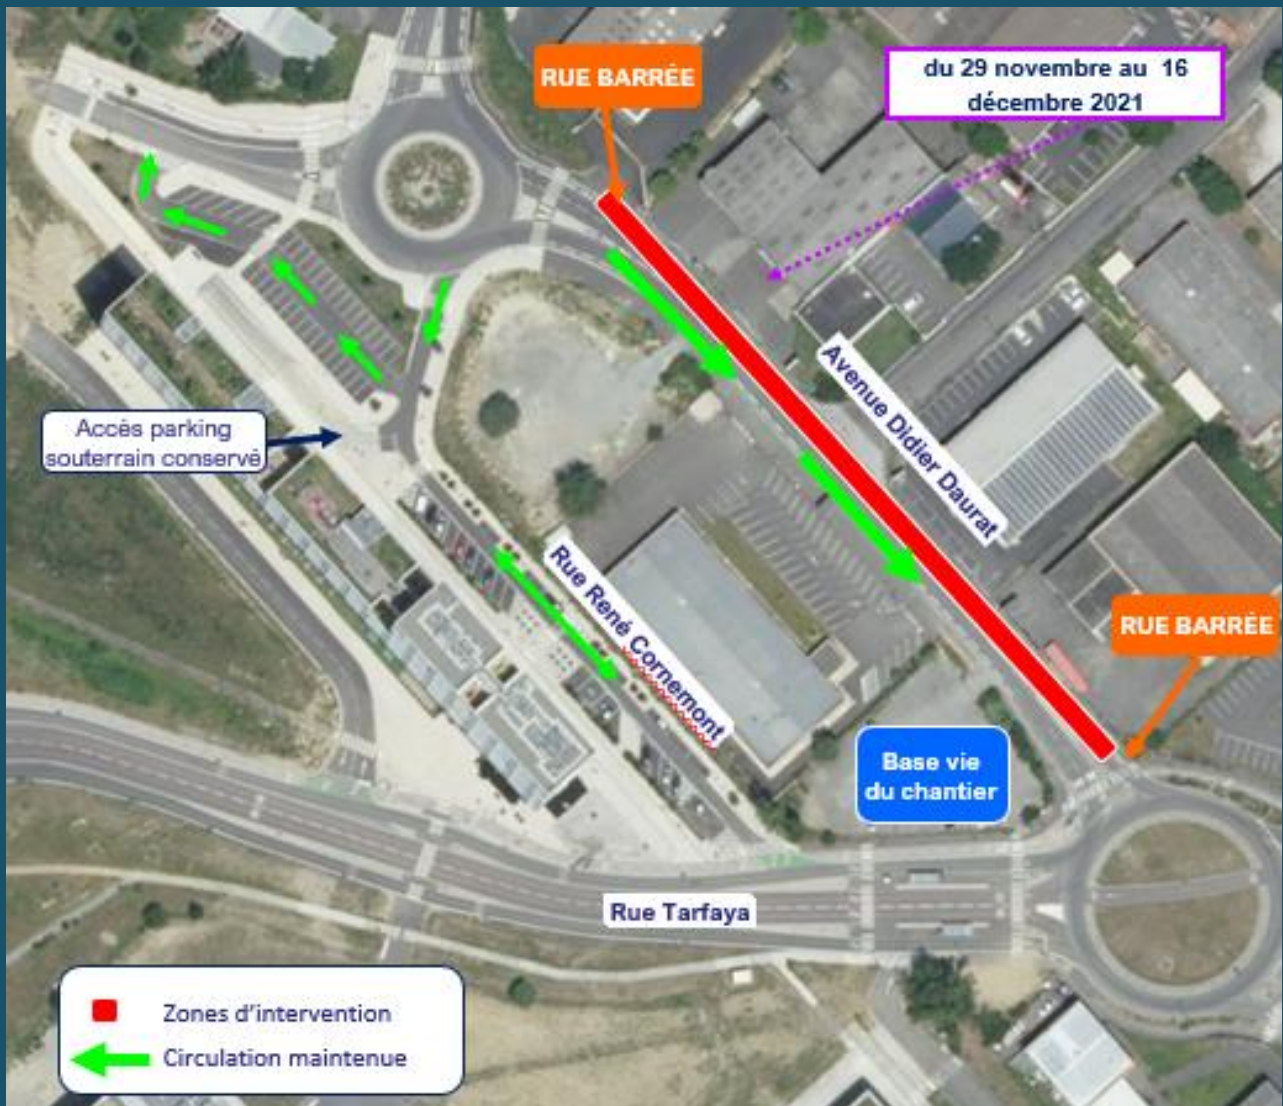 RUE BARRÉE
du 29 novembre au 16
décembre 2021
Avenue Didier Daurat
Accès parking
souterrain conservé
Rue René Cornemont
RUE BARRÉE
Base vie
du chantier
Rue Tarfaya
Zones d'intervention
Circulation maintenue